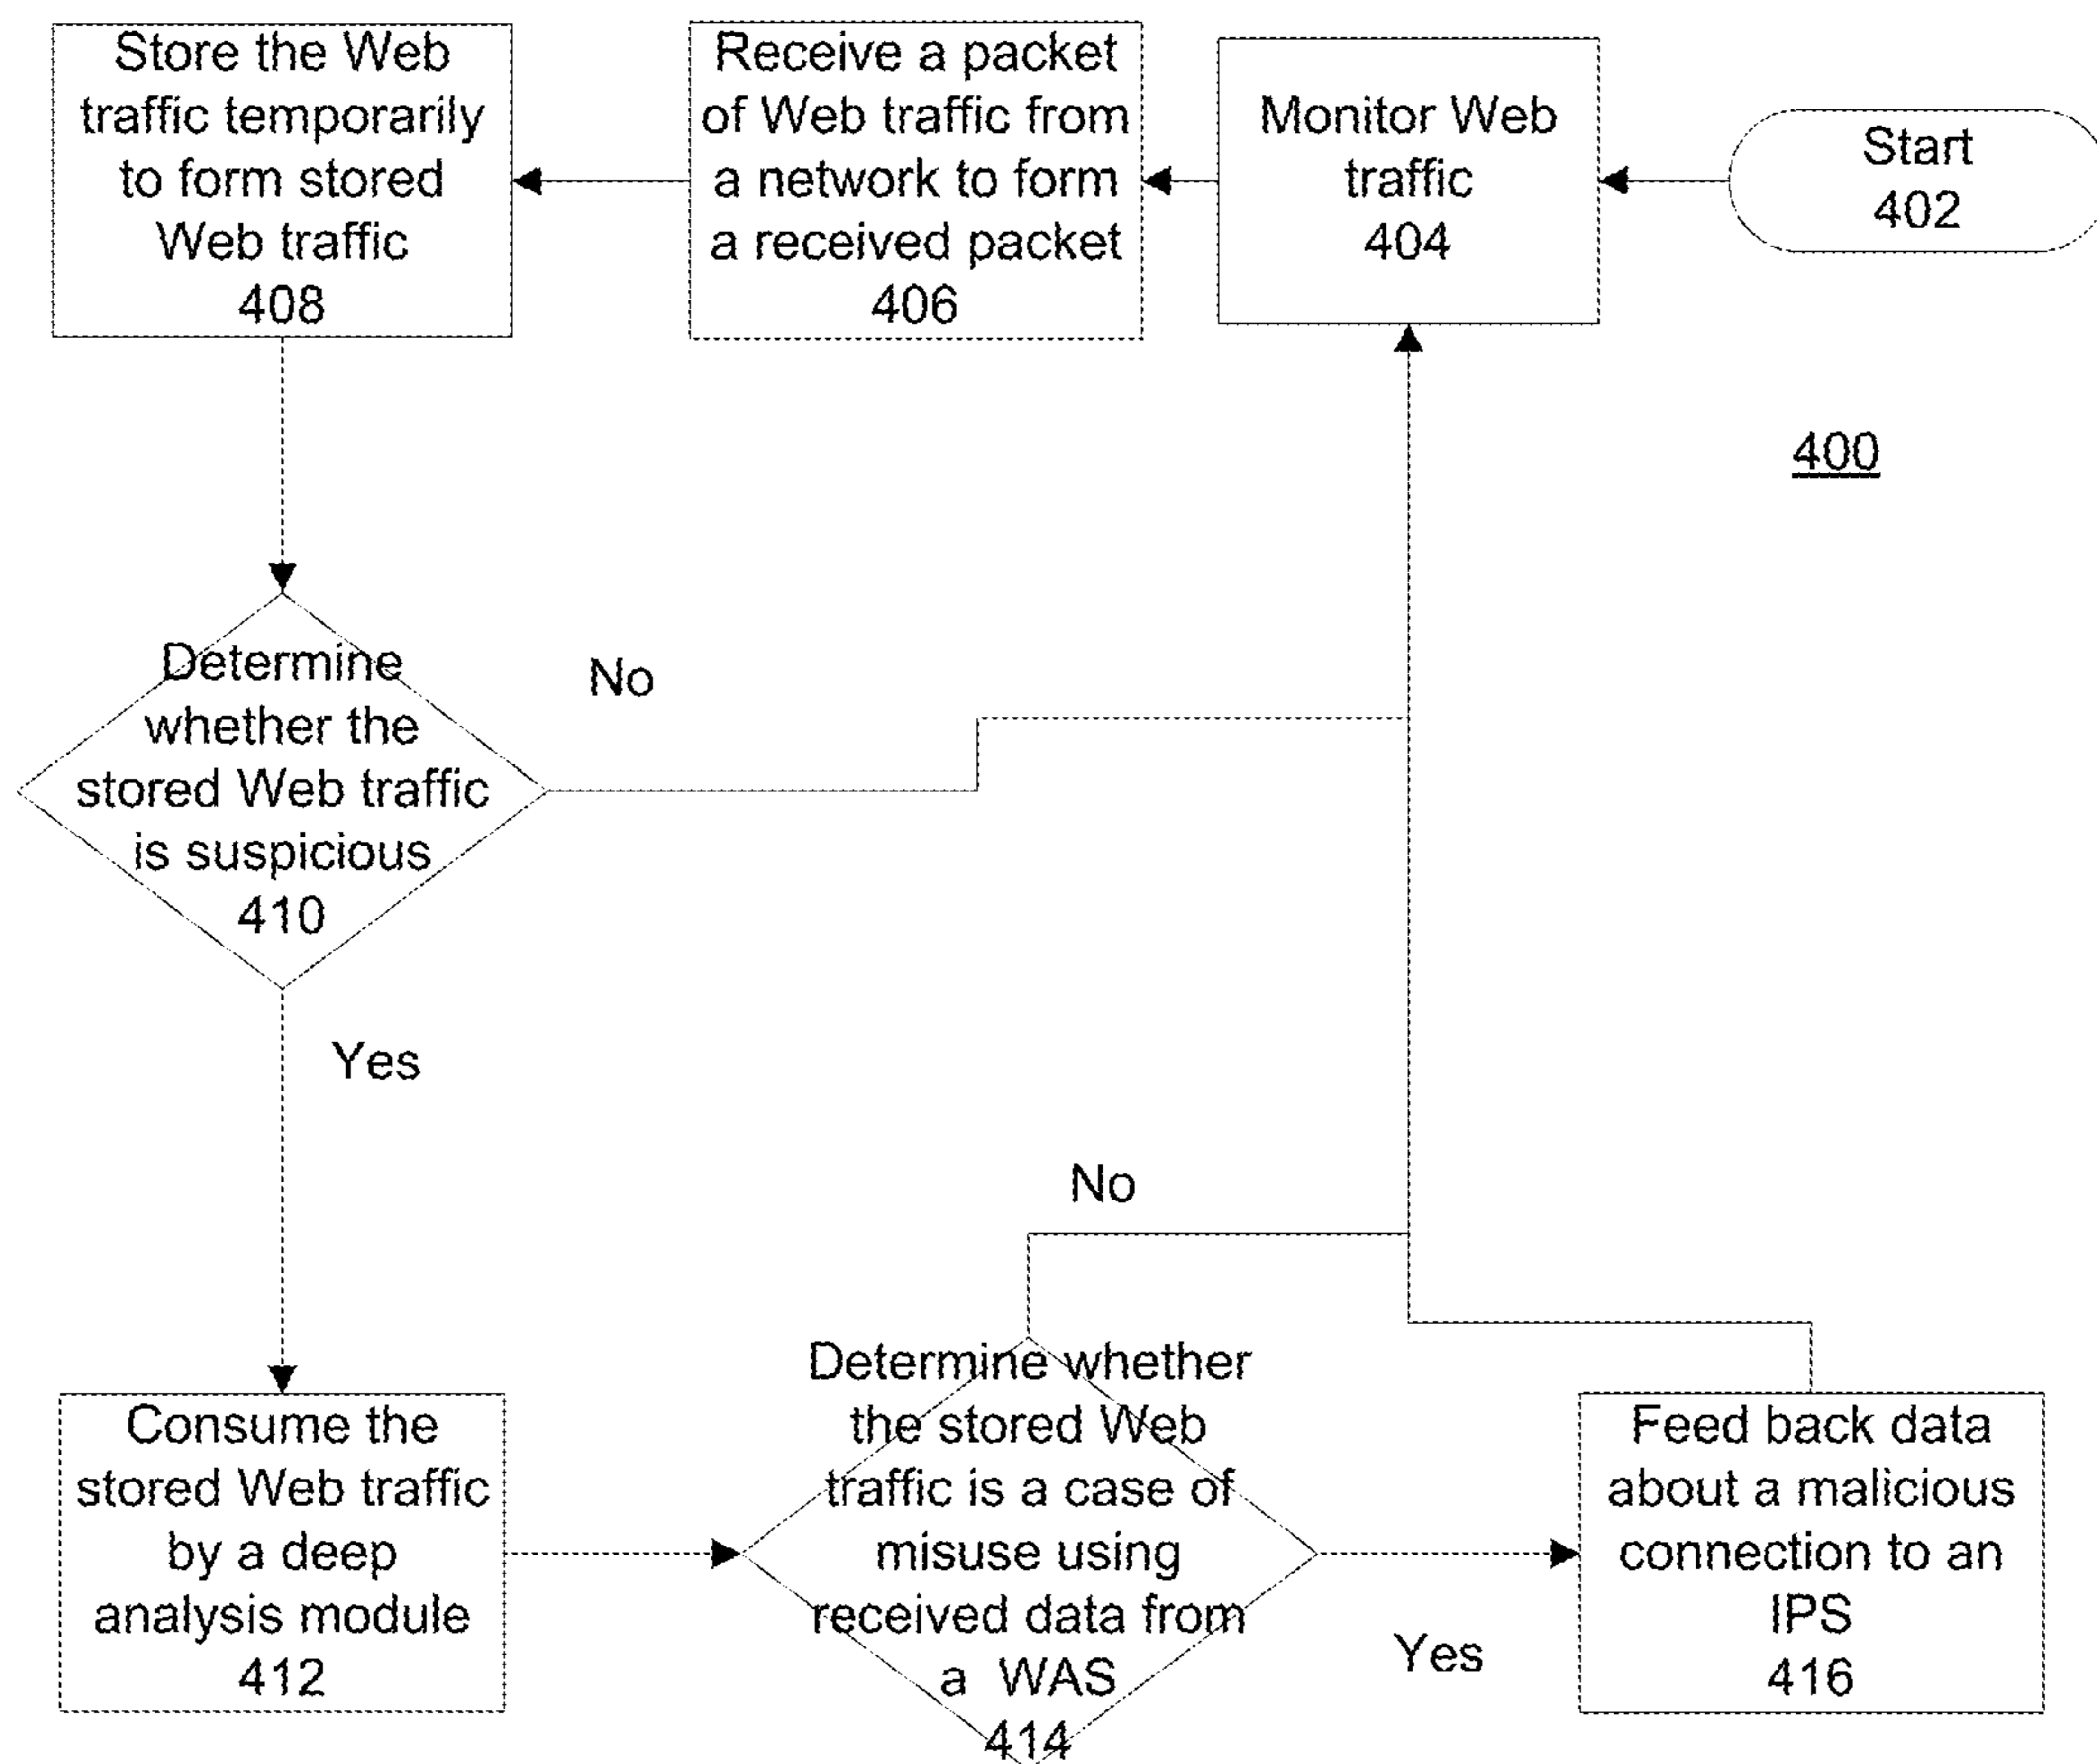 Start
402
Monitor Web
traffic
404
Receive a packet
of Web traffic from
a network to form
a received packet
406
Store the Web
traffic temporarily
to form stored
Web traffic
408
400
Determine
whether the
stored Web traffic
is suspicious
410
No
Yes
Consume the
stored Web traffic
by a deep
analysis module
412
No
Determine whether
the stored Web
traffic is a case of
misuse using
received data from
a WAS
414
Yes
Feed back data
about a malicious
connection to an
IPS
416